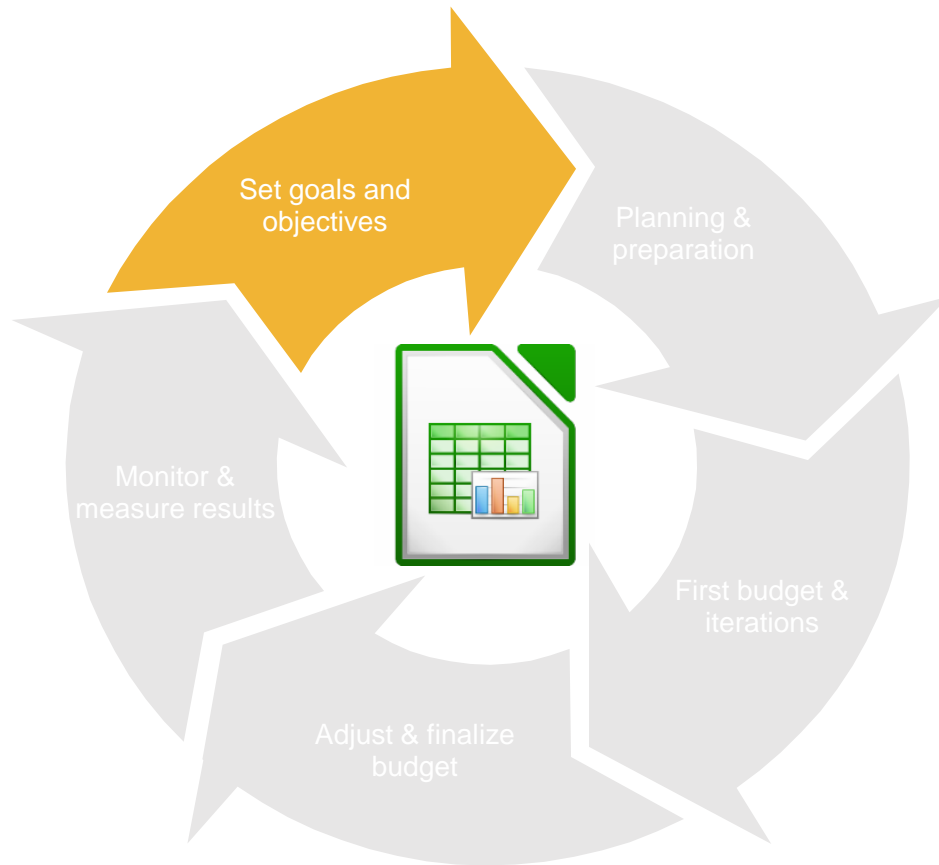 Set goals and
objectives
Planning &
preparation
First budget &
iterations
Adjust & finalize
budget
Monitor &
measure results